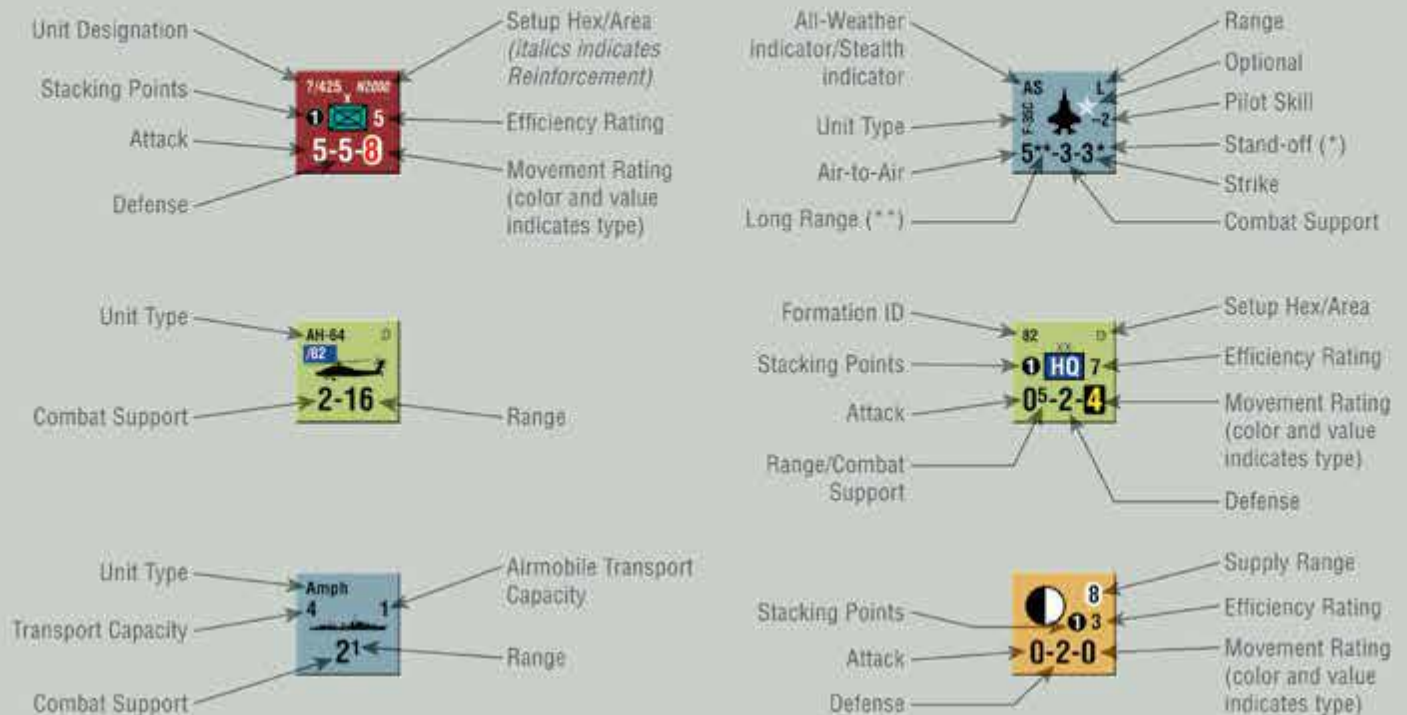 Unit Designation
Stacking Points
Attack
Defense
7/425 N2000
X
1 5
5-5-8
Setup Hex/Area
(italics indicates
Reinforcement)
Efficiency Rating
Movement Rating
(color and value
indicates type)
All-Weather
indicator/Stealth
indicator
Unit Type
Air-to-Air
Long Range (**)
AS L
-2
5**-3-3*
Range
Optional
Pilot Skill
Stand-off (*)
Strike
Combat Support
Unit Type
Combat Support
AH-64 D
/82
2-16
Range
Formation ID
Stacking Points
Attack
Range/Combat
Support
82 D
XX
1 HQ 7
05-2-4
Setup Hex/Area
Efficiency Rating
Movement Rating
(color and value
indicates type)
Defense
Unit Type
Transport Capacity
Combat Support
Amph
4 1
21
Airmobile Transport
Capacity
Range
Stacking Points
Attack
Defense
8
1 3
0-2-0
Supply Range
Efficiency Rating
Movement Rating
(color and value
indicates type)